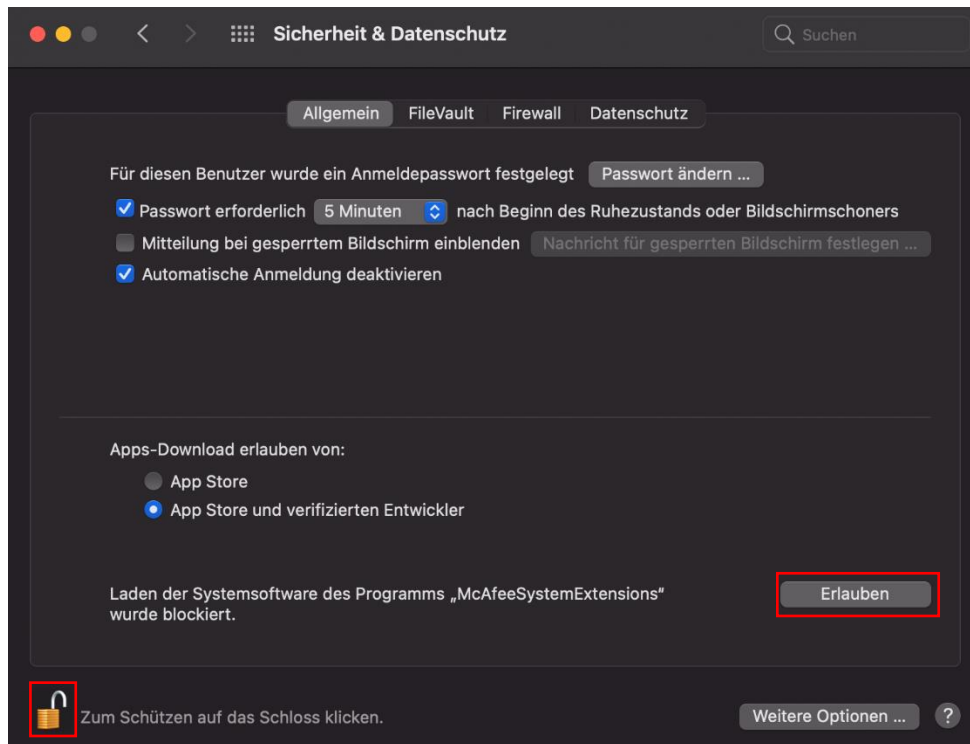 Sicherheit & Datenschutz
Suchen
Allgemein FileVault Firewall Datenschutz
Für diesen Benutzer wurde ein Anmeldepasswort festgelegt Passwort ändern ...
Passwort erforderlich 5 Minuten nach Beginn des Ruhezustands oder Bildschirmschoners
Mitteilung bei gesperrtem Bildschirm einblenden Nachricht für gesperrten Bildschirm festlegen ...
Automatische Anmeldung deaktivieren
Apps-Download erlauben von:
App Store
App Store und verifizierten Entwickler
Laden der Systemsoftware des Programms „McAfeeSystemExtensions“
wurde blockiert.
Erlauben
Zum Schützen auf das Schloss klicken.
Weitere Optionen ... ?